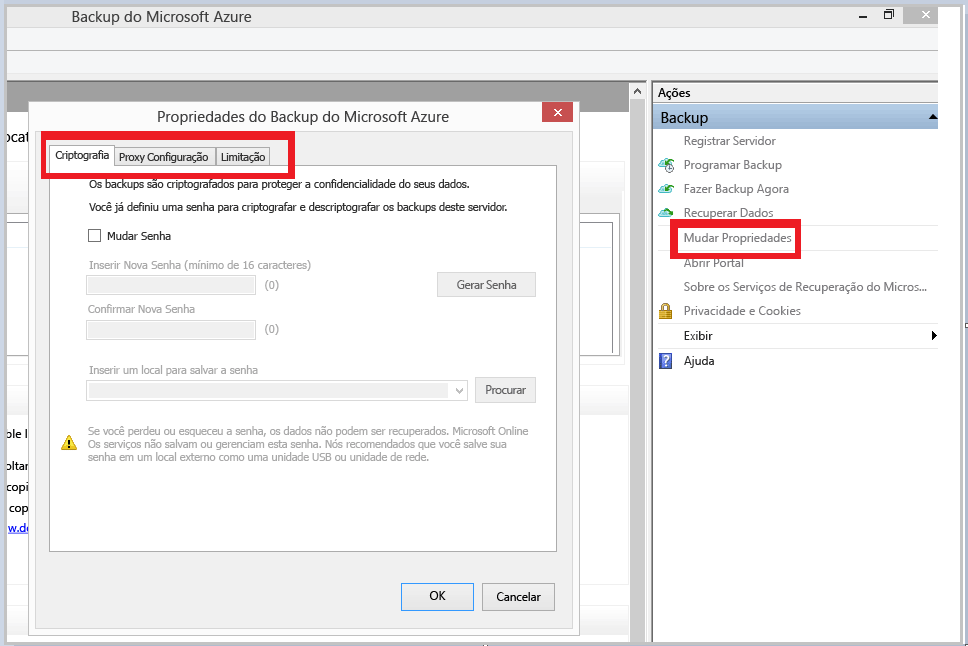 Backup do Microsoft Azure
Propriedades do Backup do Microsoft Azure
Criptografia Proxy Configuração Limitação
Os backups são criptografados para proteger a confidencialidade do seus dados.
Você já definiu uma senha para criptografar e descriptografar os backups deste servidor.
Mudar Senha
Inserir Nova Senha (mínimo de 16 caracteres)
(0)
Gerar Senha
Confirmar Nova Senha
(0)
Inserir um local para salvar a senha
Procurar
Se você perdeu ou esqueceu a senha, os dados não podem ser recuperados. Microsoft Online
Os serviços não salvam ou gerenciam esta senha. Nós recomendados que você salve sua
senha em um local externo como uma unidade USB ou unidade de rede.
OK
Cancelar
Ações
Backup
Registrar Servidor
Programar Backup
Fazer Backup Agora
Recuperar Dados
Mudar Propriedades
Abrir Portal
Sobre os Serviços de Recuperação do Micros...
Privacidade e Cookies
Exibir
Ajuda